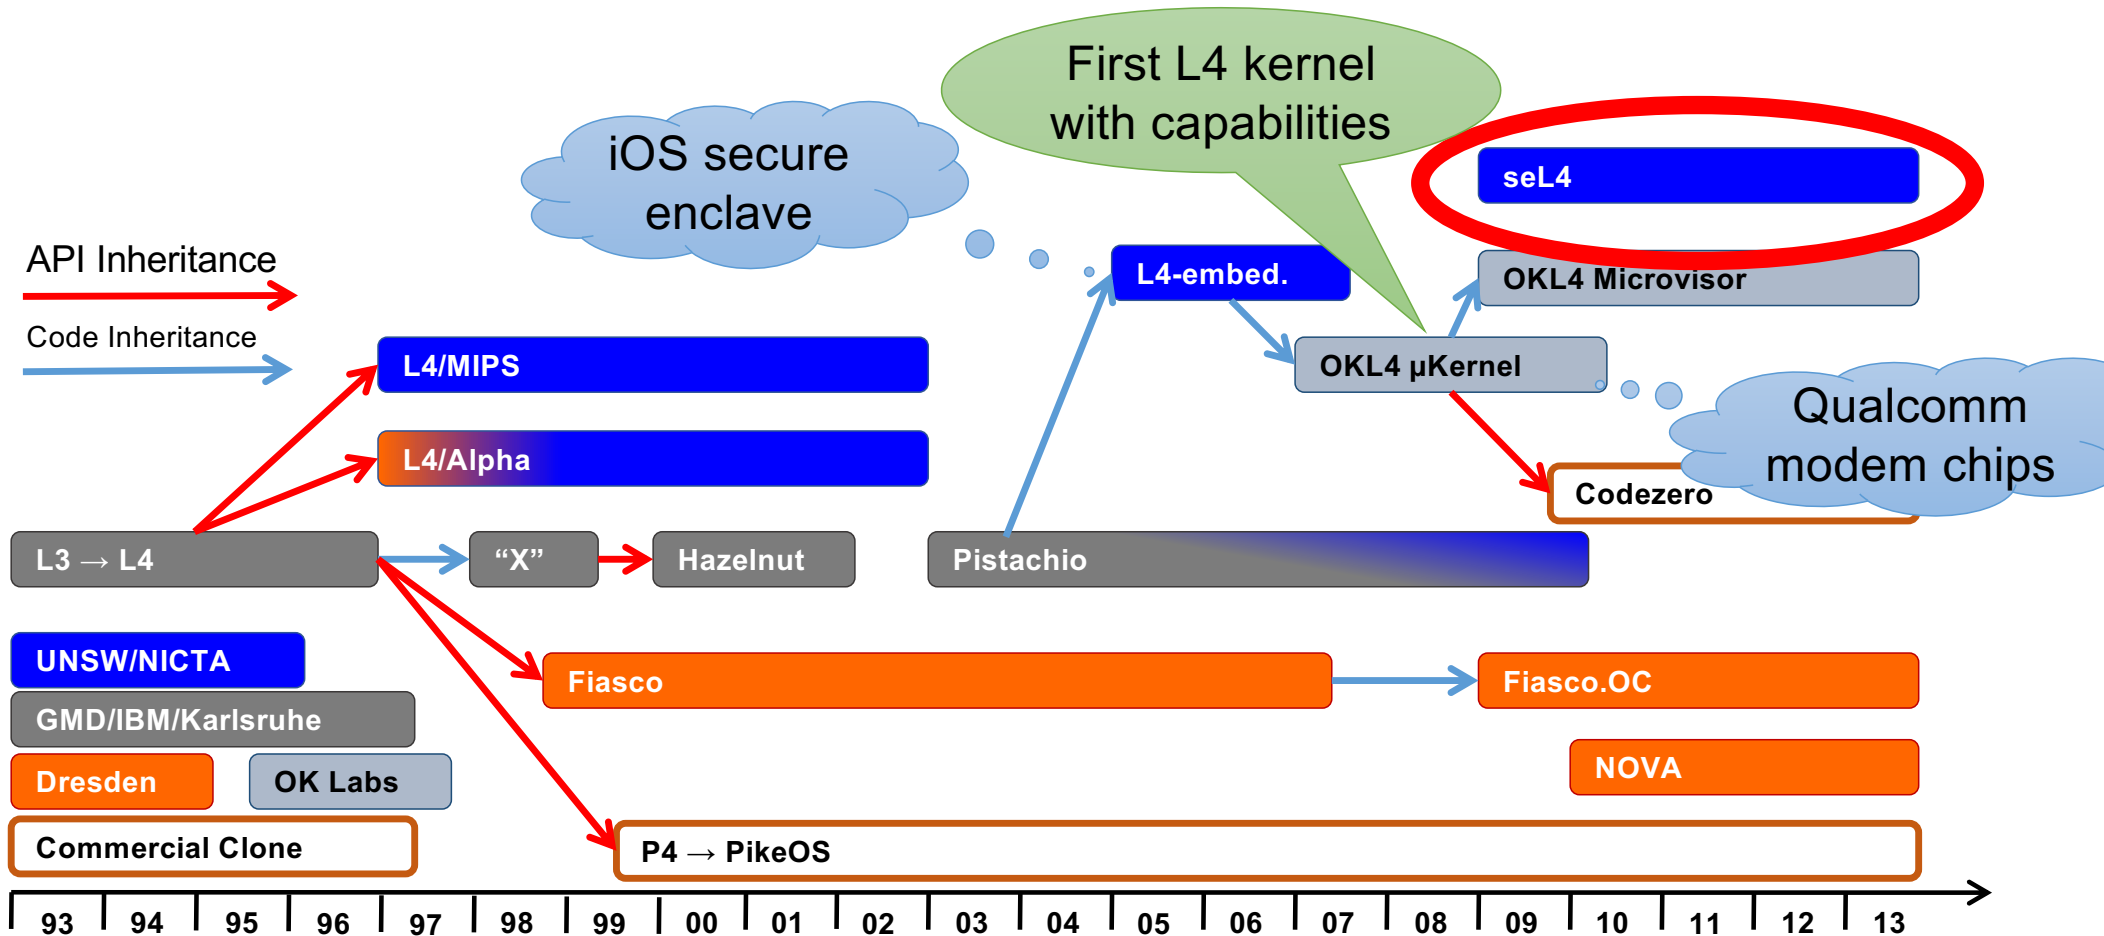 First L4 kernel
with capabilities
iOS secure
enclave
seL4
API Inheritance
L4-embed.
OKL4 Microvisor
Code Inheritance
L4/MIPS
OKL4 μKernel
Qualcomm
modem chips
L4/Alpha
Codezero
L3 → L4
“X”
Hazelnut
Pistachio
UNSW/NICTA
Fiasco
Fiasco.OC
GMD/IBM/Karlsruhe
Dresden
OK Labs
NOVA
Commercial Clone
P4 → PikeOS
93 94 95 96 97 98 99 00 01 02 03 04 05 06 07 08 09 10 11 12 13